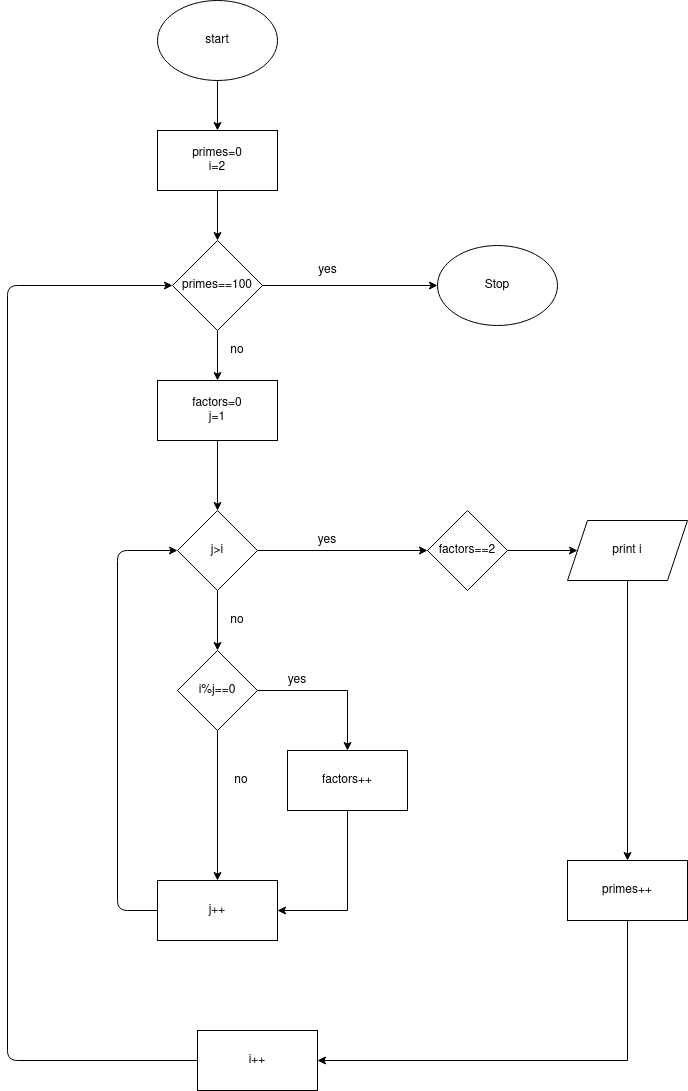 start
primes=0
i=2
primes==100
yes
Stop
no
factors=0
j=1
j>i
yes
factors==2
print i
no
i%j==0
yes
factors++
no
j++
primes++
i++